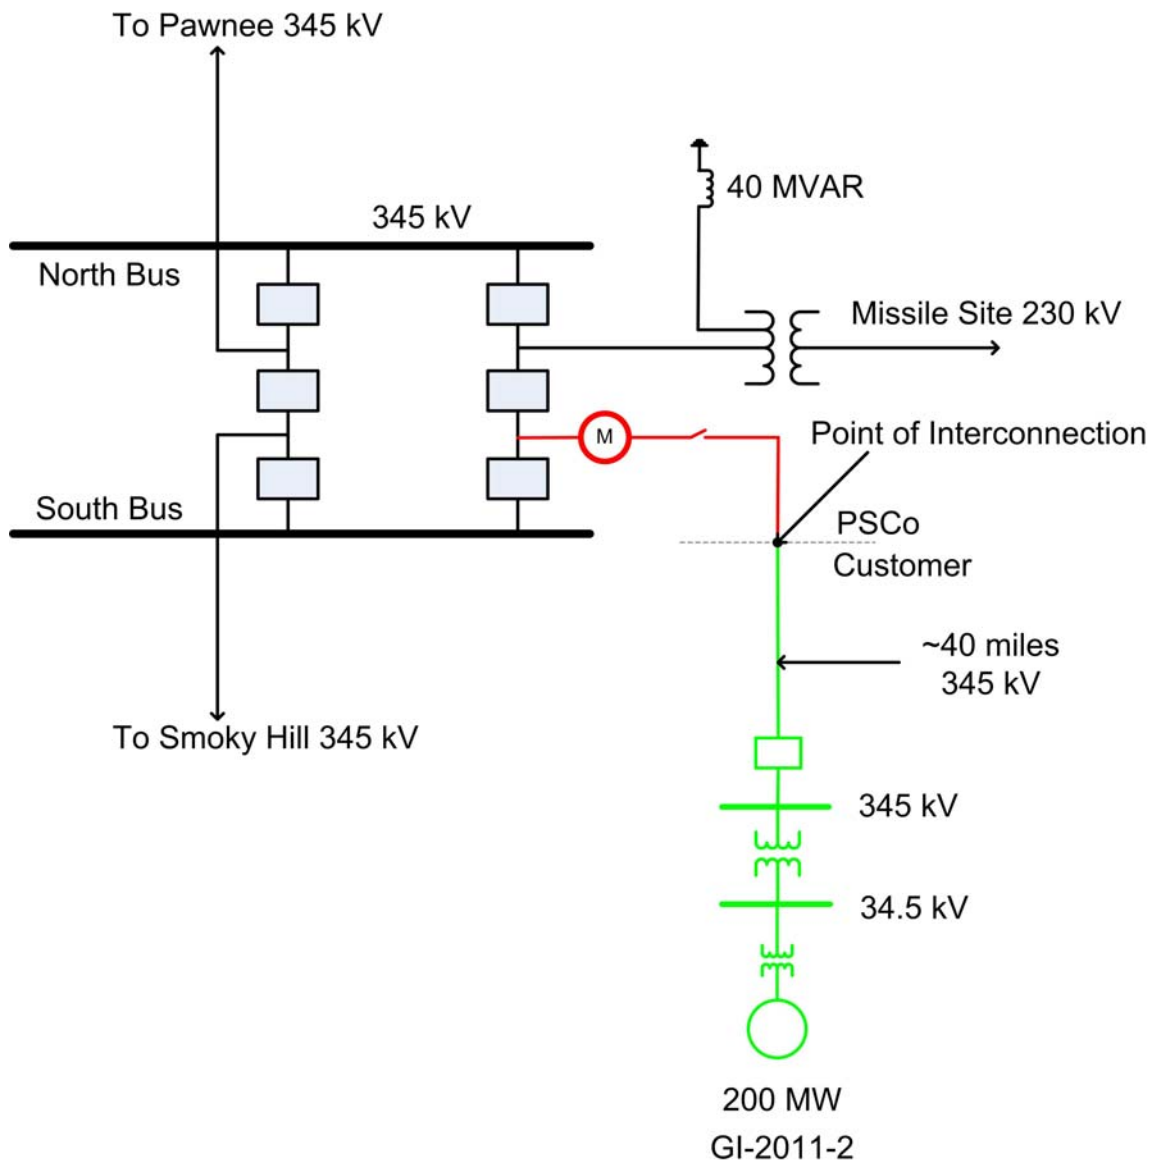 To Pawnee 345 kV
40 MVAR
345 kV
North Bus
Missile Site 230 kV
M
Point of Interconnection
South Bus
PSCo
Customer
~40 miles
345 kV
To Smoky Hill 345 kV
345 kV
34.5 kV
200 MW
GI-2011-2